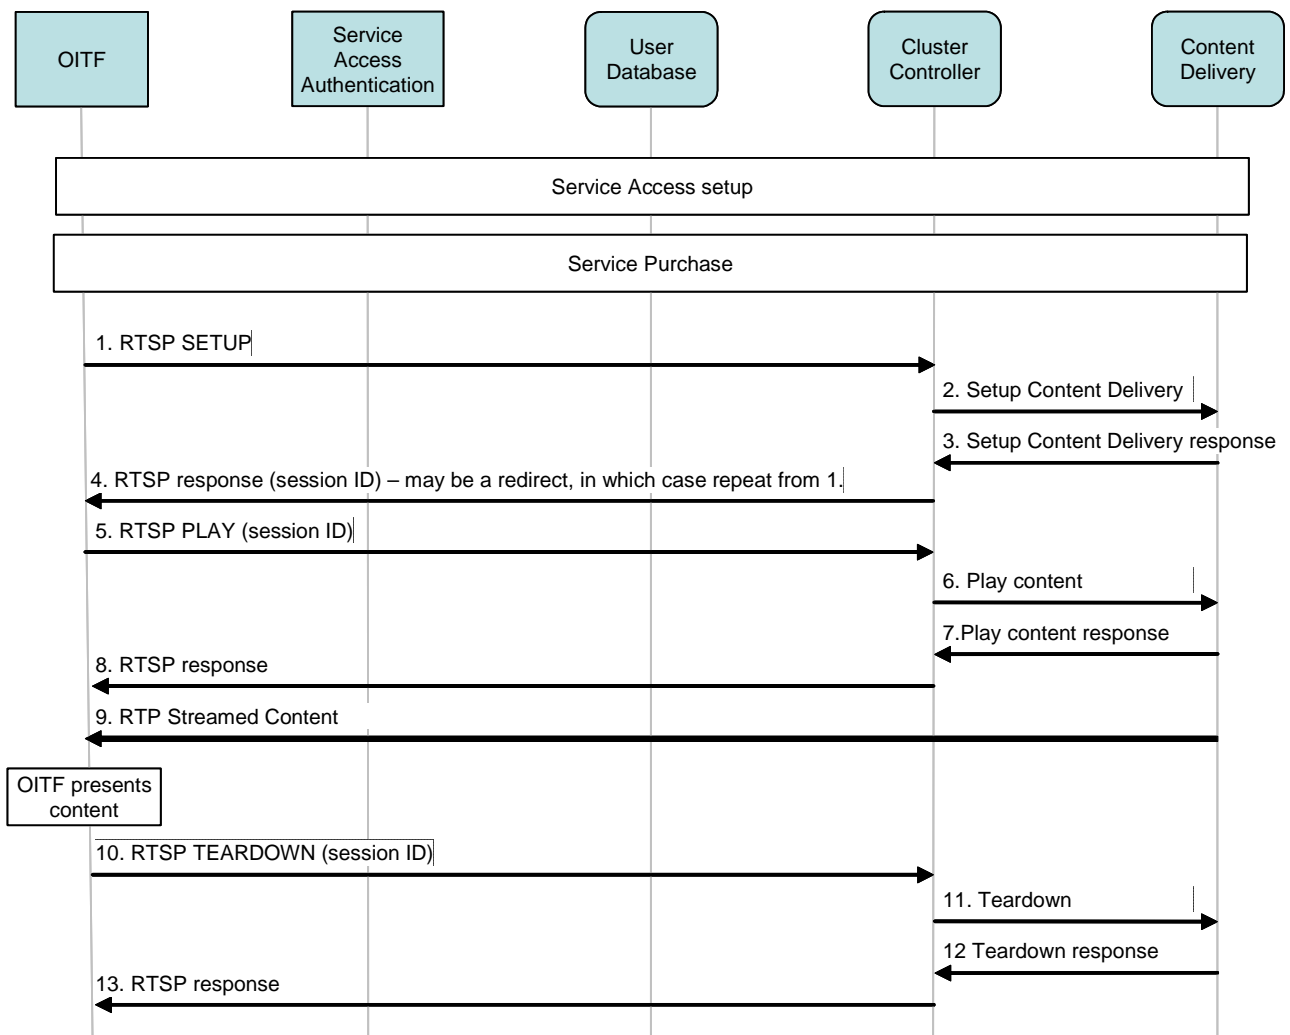 OITF
Service
Access
Authentication
User
Database
Cluster
Controller
Content
Delivery
Service Access setup
Service Purchase
1. RTSP SETUP
2. Setup Content Delivery
3. Setup Content Delivery response
4. RTSP response (session ID) – may be a redirect, in which case repeat from 1.
5. RTSP PLAY (session ID)
6. Play content
7.Play content response
8. RTSP response
9. RTP Streamed Content
OITF presents
content
10. RTSP TEARDOWN (session ID)
11. Teardown
12 Teardown response
13. RTSP response